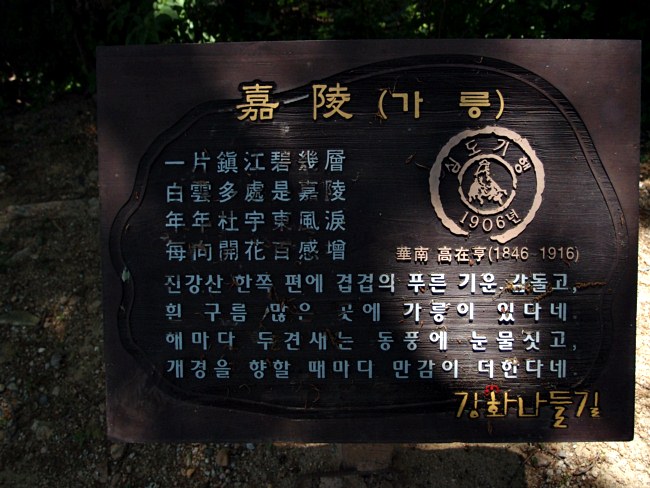 嘉 陵 (가 릉)
심도기행
1906년
一片鎭江碧幾層
白雲多處是嘉陵
年年杜宇東風淚
每向開花百感增
華南 高在亨(1846-1916)
진강산 한쪽 편에 겹겹의 푸른 기운 감돌고,
흰 구름 많은 곳에 가릉이 있다네.
해마다 두견새는 동풍에 눈물짓고,
개경을 향할 때마디 만감이 더한다네.
강화나들길